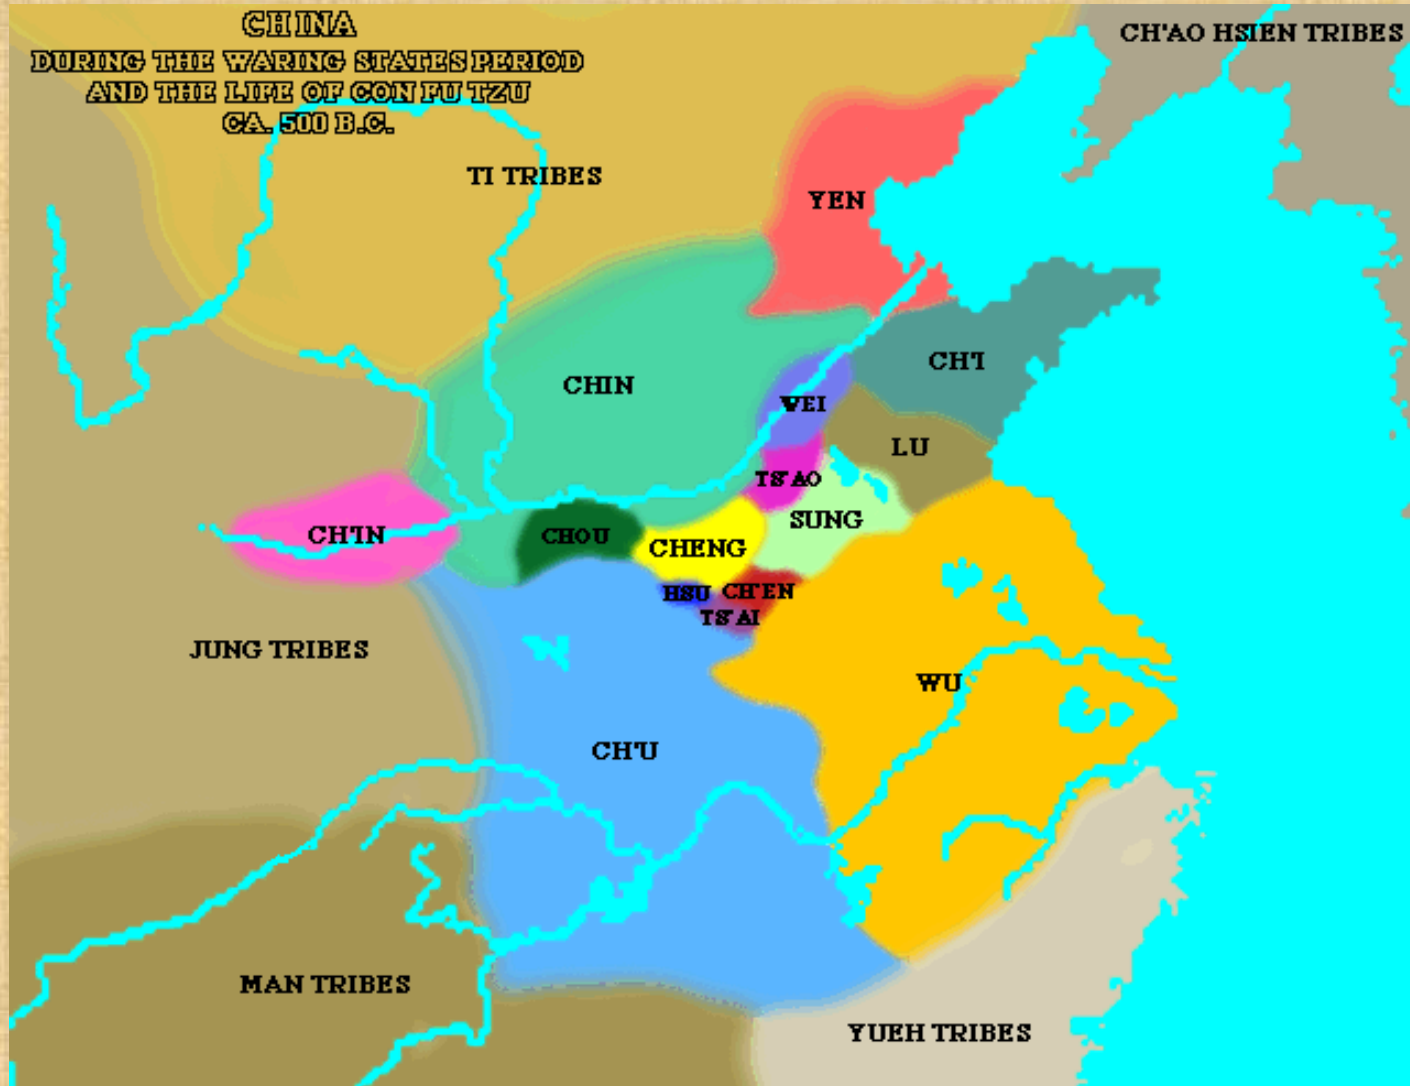 CHINA
DURING THE WARING STATES PERIOD
AND THE LIFE OF CON FU TZU
CA. 500 B.C.
CH'AO HSIEN TRIBES
TI TRIBES
YEN
CH'I
CHIN
WEI
LU
TS'AO
SUNG
CH'IN
CHOU
CHENG
HSU
CH'EN
TS'AI
JUNG TRIBES
WU
CH'U
MAN TRIBES
YUEH TRIBES